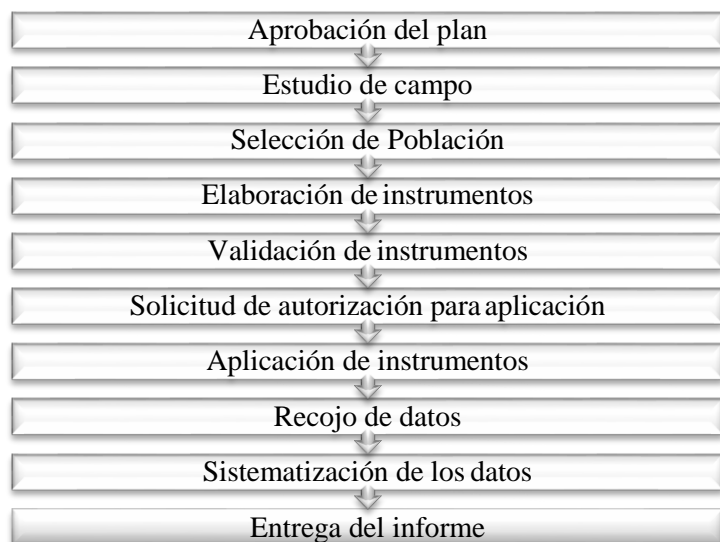 Aprobación del plan
Estudio de campo
Selección de Población
Elaboración de instrumentos
Validación de instrumentos
Solicitud de autorización para aplicación
Aplicación de instrumentos
Recojo de datos
Sistematización de los datos
Entrega del informe